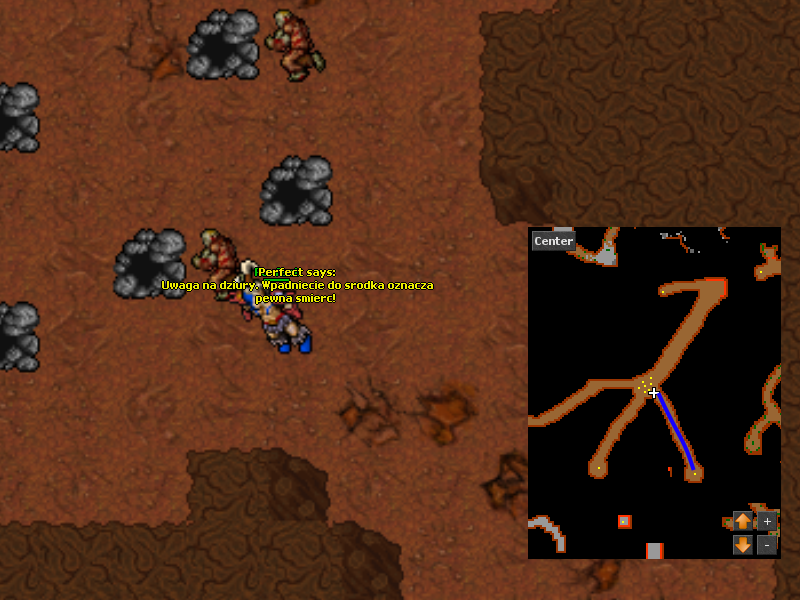 Center
Perfect says:
Uwaga na dziury. Wpadniecie do srodka oznacza
pewna smierc!
+
-